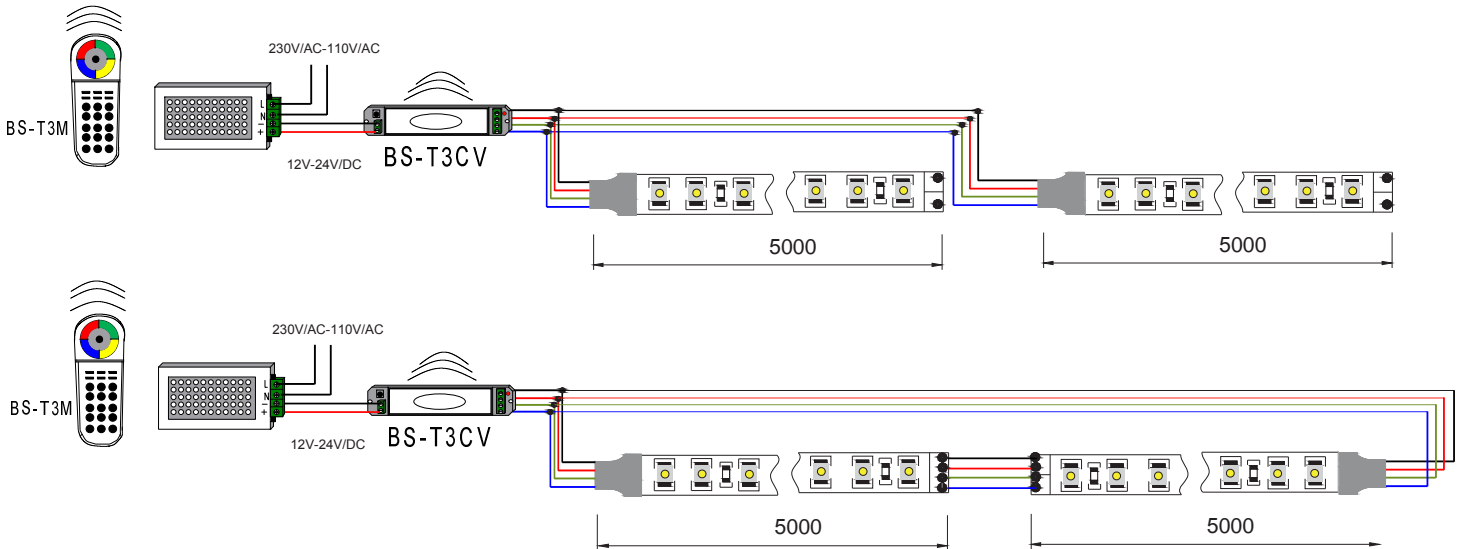 230V/AC-110V/AC
L
N
BS-T3M
—
+
12V-24V/DC
BS-T3CV
5000
5000
230V/AC-110V/AC
L
N
BS-T3M
—
+
12V-24V/DC
BS-T3CV
5000
5000